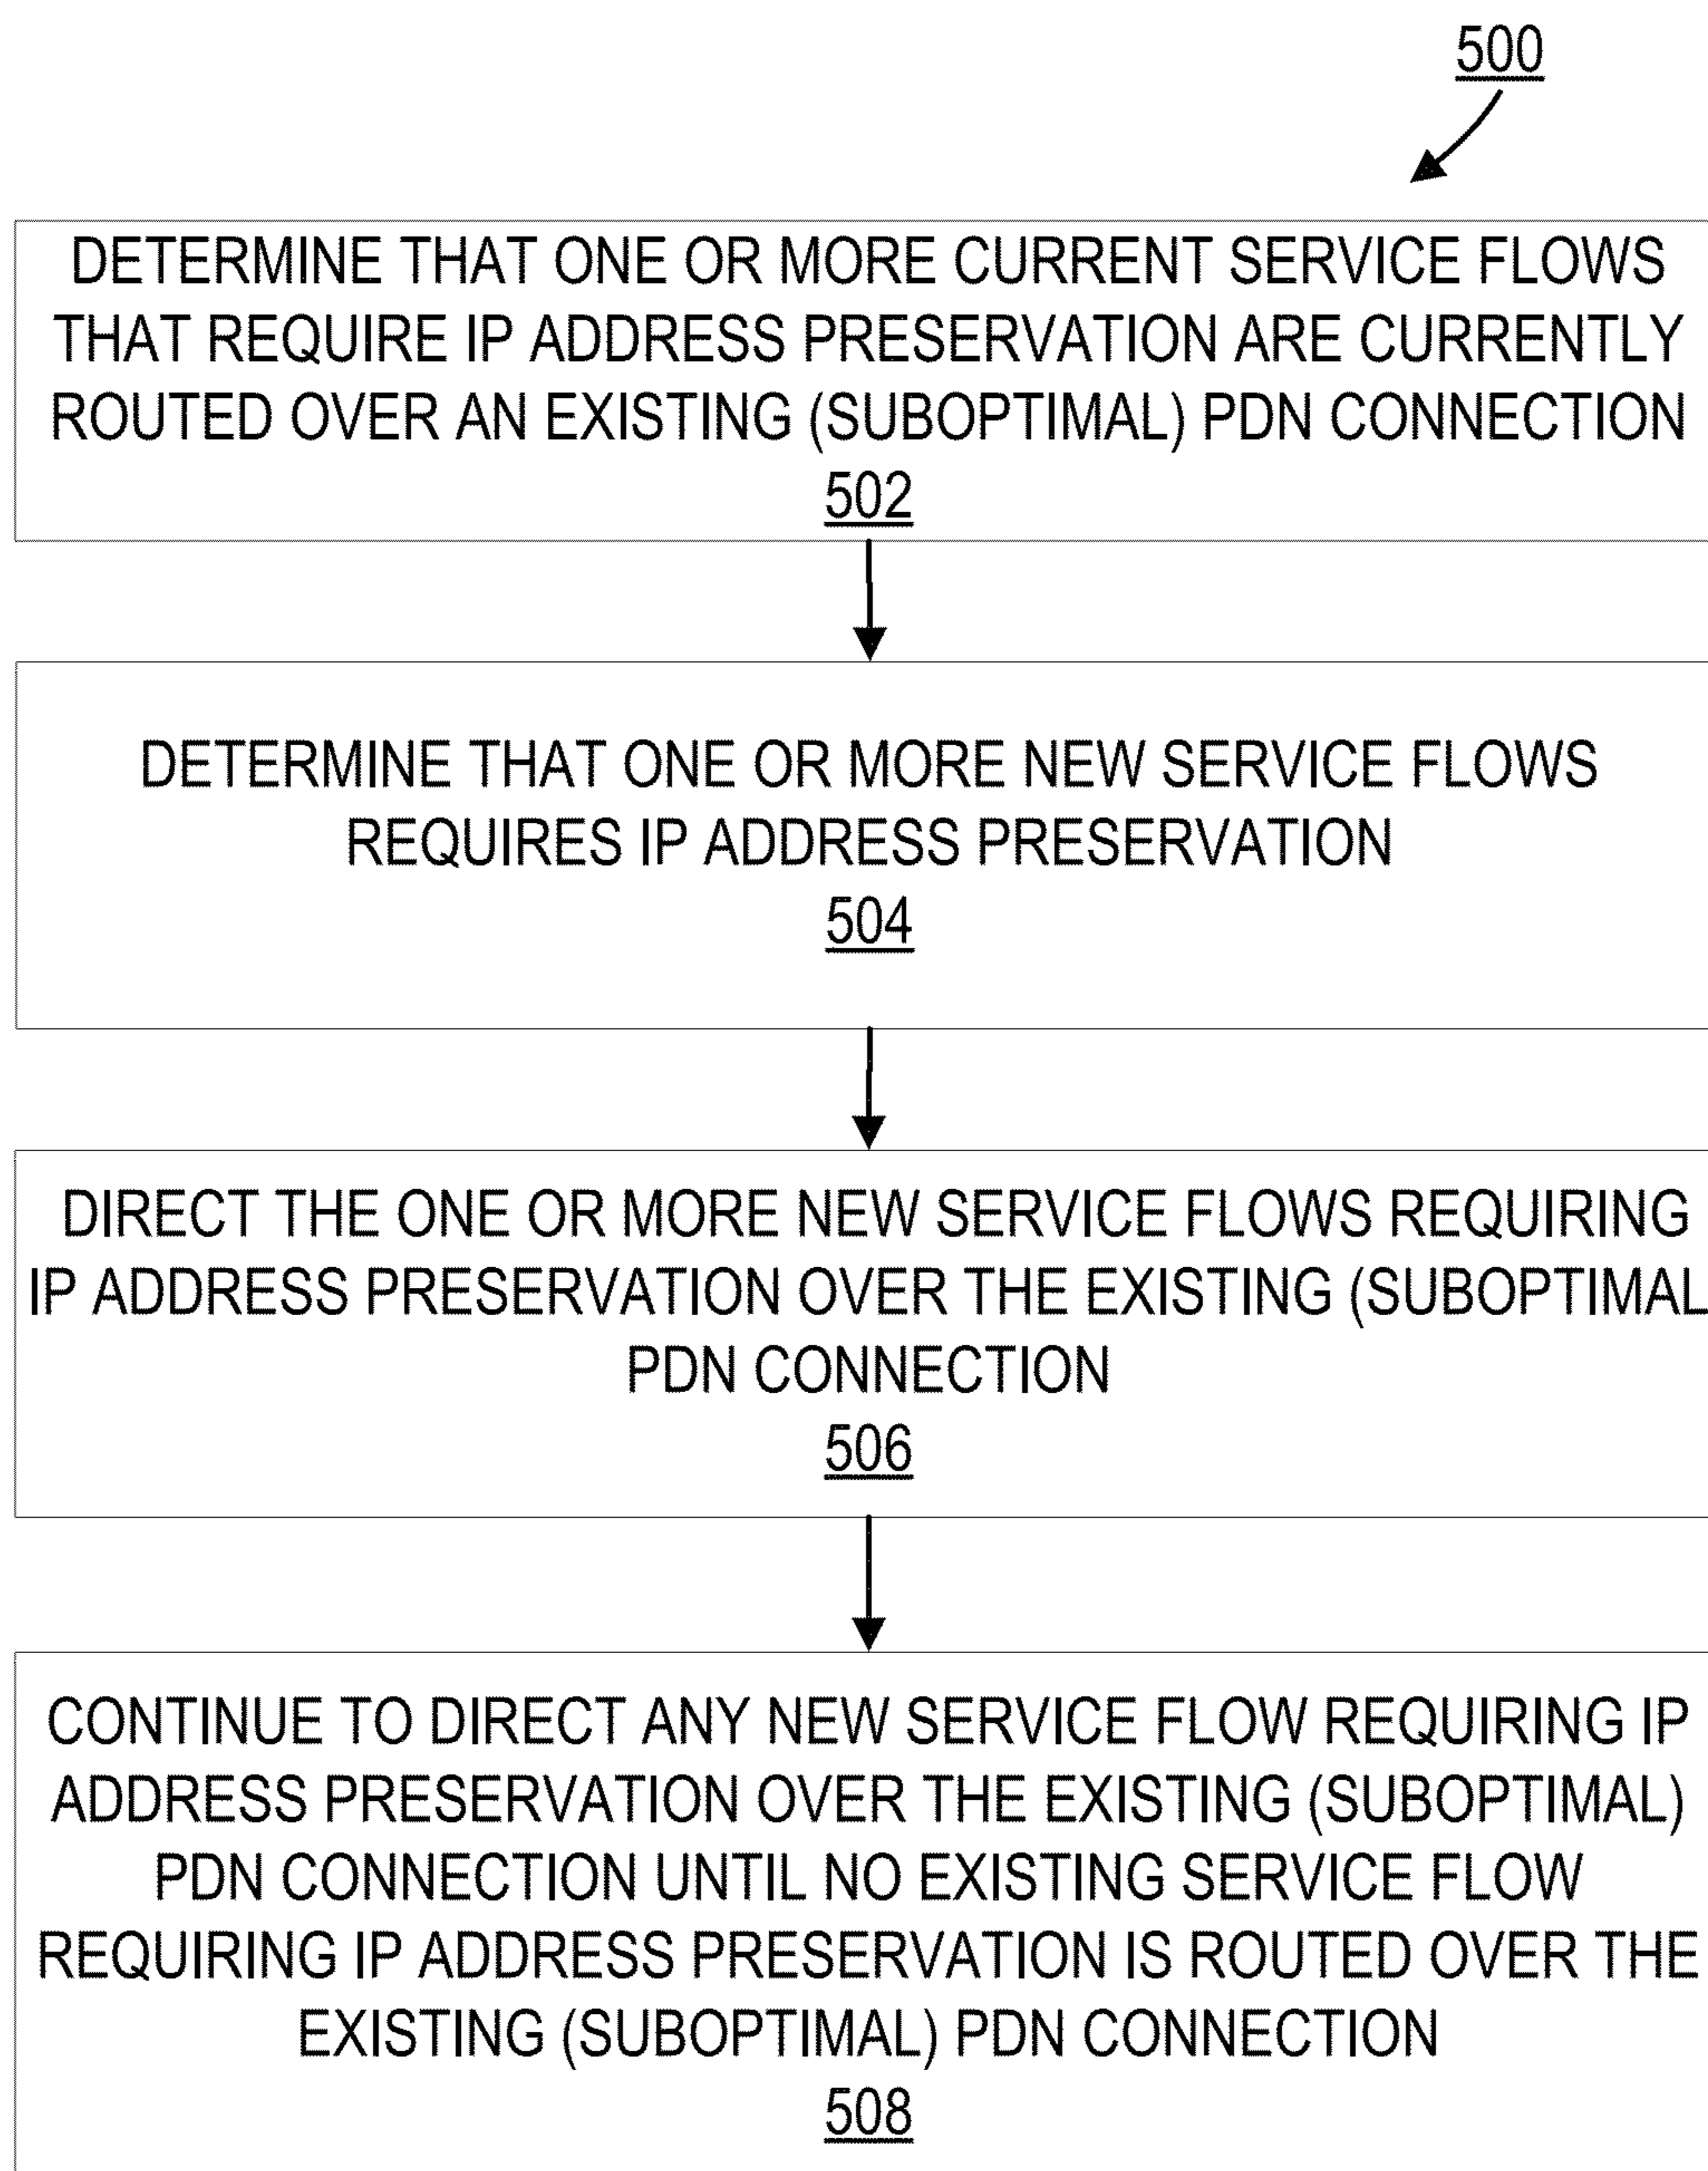 500
DETERMINE THAT ONE OR MORE CURRENT SERVICE FLOWS
THAT REQUIRE IP ADDRESS PRESERVATION ARE CURRENTLY
ROUTED OVER AN EXISTING (SUBOPTIMAL) PDN CONNECTION
502
DETERMINE THAT ONE OR MORE NEW SERVICE FLOWS
REQUIRES IP ADDRESS PRESERVATION
504
DIRECT THE ONE OR MORE NEW SERVICE FLOWS REQUIRING
IP ADDRESS PRESERVATION OVER THE EXISTING (SUBOPTIMAL
PDN CONNECTION
506
CONTINUE TO DIRECT ANY NEW SERVICE FLOW REQUIRING IP
ADDRESS PRESERVATION OVER THE EXISTING (SUBOPTIMAL)
PDN CONNECTION UNTIL NO EXISTING SERVICE FLOW
REQUIRING IP ADDRESS PRESERVATION IS ROUTED OVER THE
EXISTING (SUBOPTIMAL) PDN CONNECTION
508